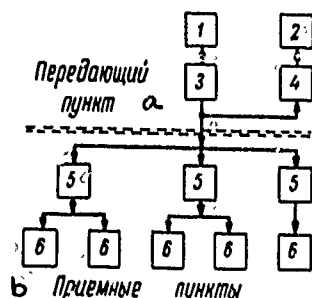 1 2
Передающий 3 4
пункт a
5 5 5
6 6 6 6 6
b Приемные пункты